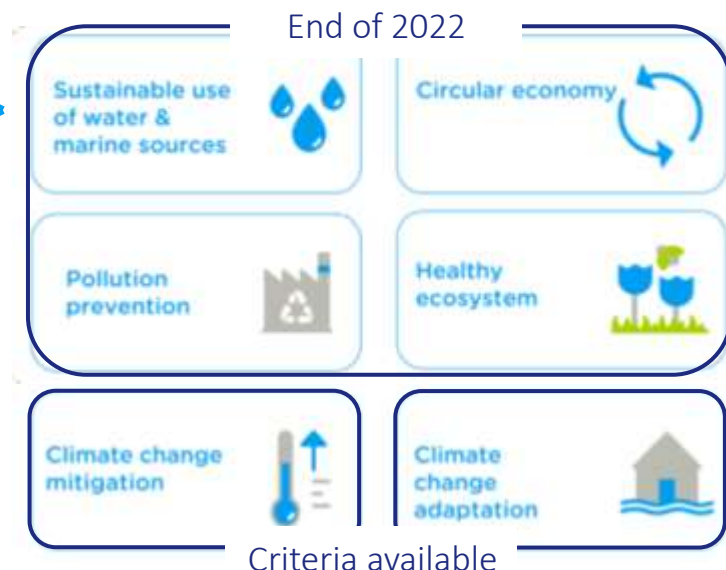 End of 2022
Sustainable use
of water &
marine sources
Circular economy
Pollution
prevention
Healthy
ecosystem
Climate change
mitigation
Climate
change
adaptation
Criteria available